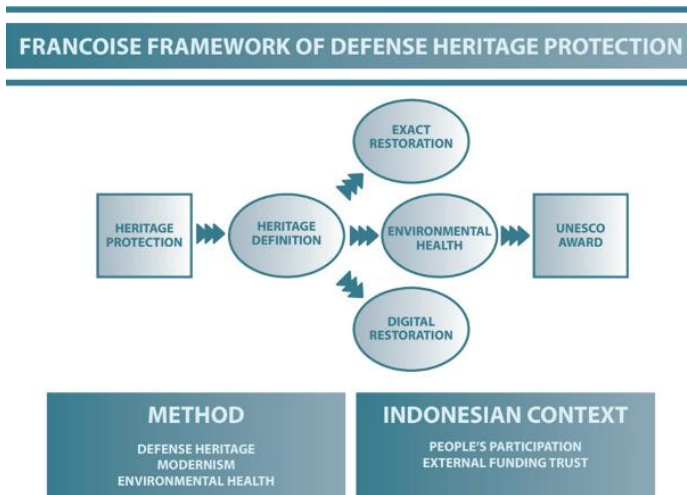 FRANCOISE FRAMEWORK OF DEFENSE HERITAGE PROTECTION
EXACT
RESTORATION
HERITAGE
PROTECTION
HERITAGE
DEFINITION
ENVIRONMENTAL
HEALTH
UNESCO
AWARD
DIGITAL
RESTORATION
METHOD
DEFENSE HERITAGE
MODERNISM
ENVIRONMENTAL HEALTH
INDONESIAN CONTEXT
PEOPLE'S PARTICIPATION
EXTERNAL FUNDING TRUST